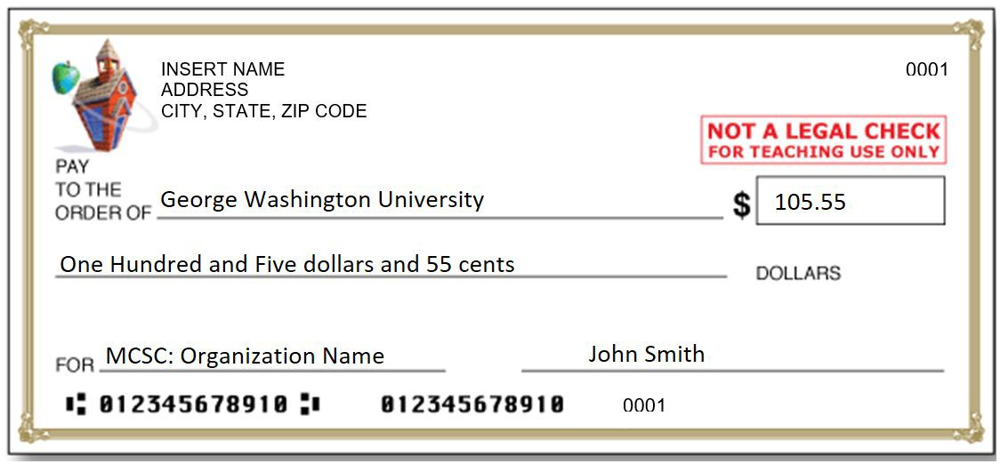 INSERT NAME
ADDRESS
CITY, STATE, ZIP CODE
0001
NOT A LEGAL CHECK
FOR TEACHING USE ONLY
PAY
TO THE
ORDER OF George Washington University $ 105.55
One Hundred and Five dollars and 55 cents DOLLARS
FOR MCSC: Organization Name John Smith
⑆ 012345678910 ⑆ 012345678910 0001